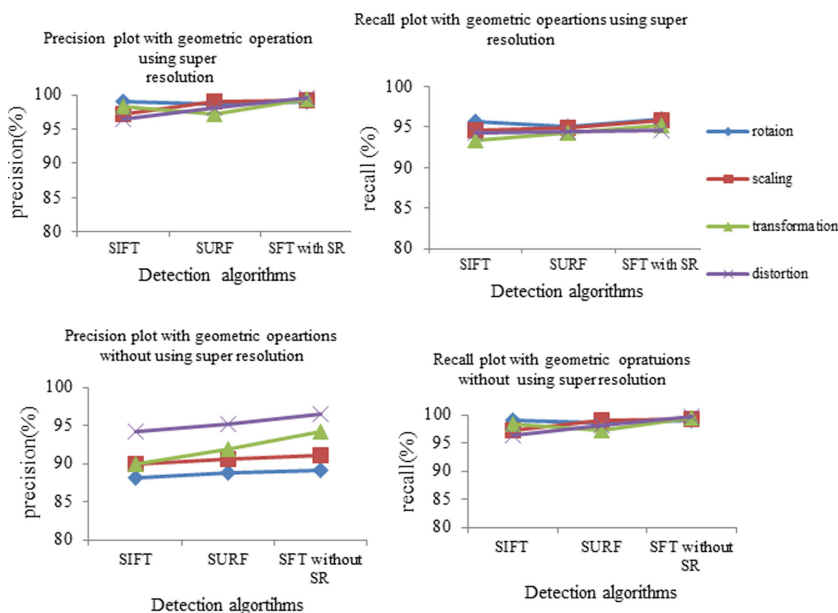 Precision plot with geometric operation
using super
resolution
100
95
90
85
80
precision(%)
SIFT
SURF
SFT with SR
Detection algorithms
Recall plot with geometric opeartions using super
resolution
100
95
90
85
80
recall (%)
SIFT
SURF
SFT with SR
Detection algorithms
rotaion
scaling
transformation
distortion
Precision plot with geometric opeartions
without using super resolution
100
95
90
85
80
precision(%)
SIFT
SURF
SFT without
SR
Detection algortihms
Recall plot with geometric opratuions
without using super resolution
100
95
90
85
80
recall(%)
SIFT
SURF
SFT without
SR
Detection algorithms